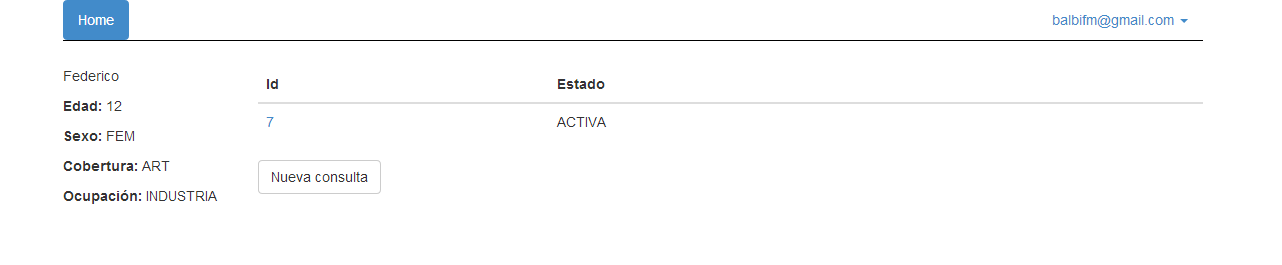 Home
balbifm@gmail.com
Federico
Edad: 12
Sexo: FEM
Cobertura: ART
Ocupación: INDUSTRIA
Id Estado
7 ACTIVA
Nueva consulta